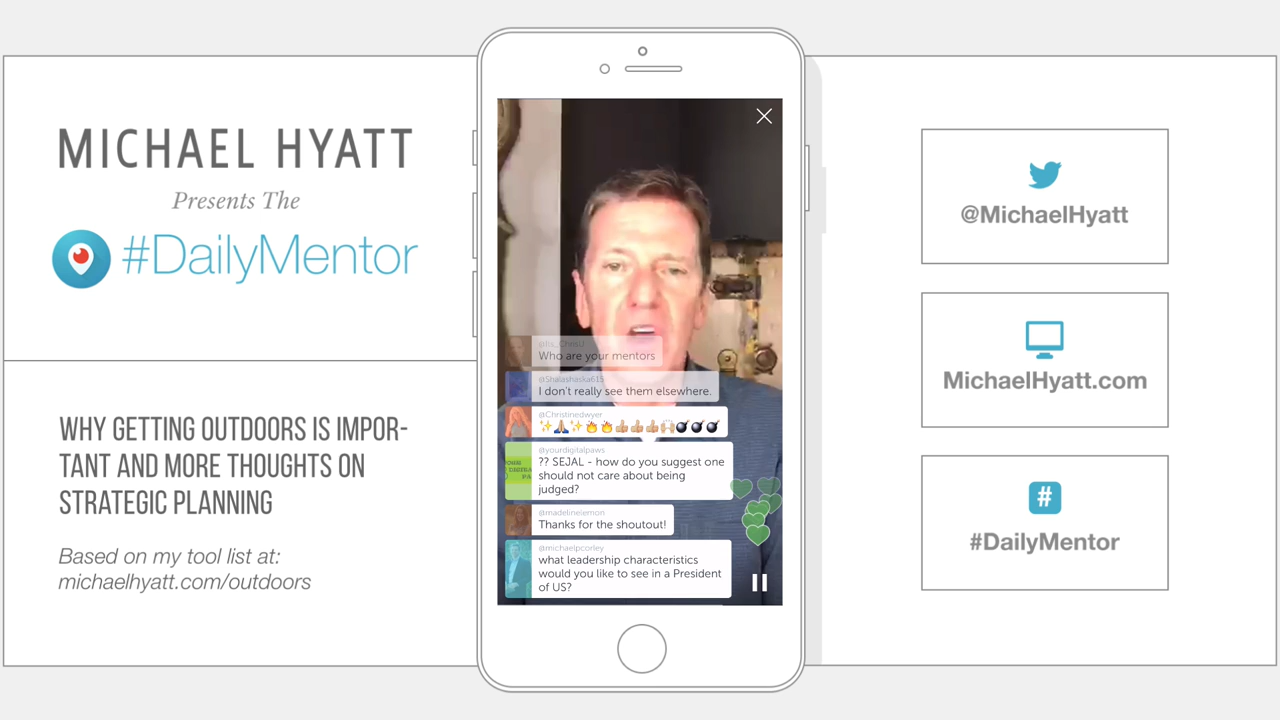 MICHAEL HYATT
Presents The
#DailyMentor
WHY GETTING OUTDOORS IS IMPOR-
TANT AND MORE THOUGHTS ON
STRATEGIC PLANNING
Based on my tool list at:
michaelhyatt.com/outdoors
Who are your mentors
@Shalashaska615
I don't really see them elsewhere.
@Christinedwyer
✨🙏✨🔥🔥👍👍👍🙌💣💣💣
@yourdigitalpaws
?? SEJAL - how do you suggest one
should not care about being
judged?
@madelinelemon
Thanks for the shoutout!
@michaelpcorley
what leadership characteristics
would you like to see in a President
of US?
@MichaelHyatt
MichaelHyatt.com
#
#DailyMentor